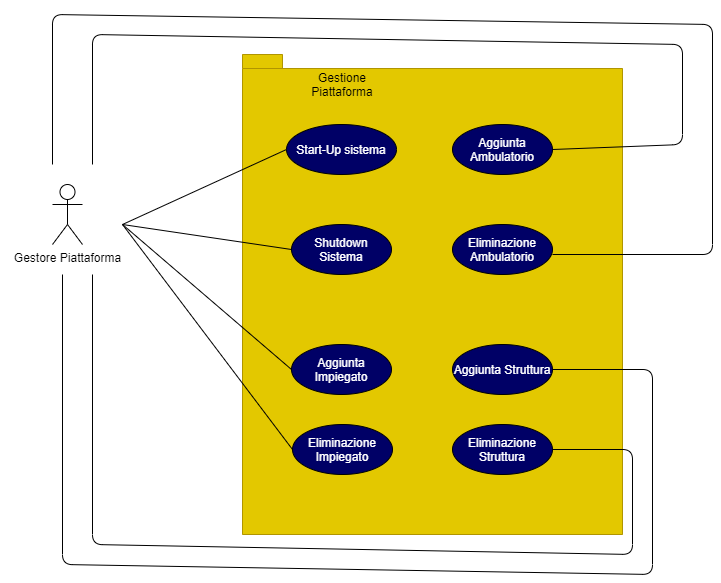 Gestione
Piattaforma
Start-Up sistema
Aggiunta
Ambulatorio
Shutdown
Sistema
Eliminazione
Ambulatorio
Gestore Piattaforma
Aggiunta
Impiegato
Aggiunta Struttura
Eliminazione
Impiegato
Eliminazione
Struttura